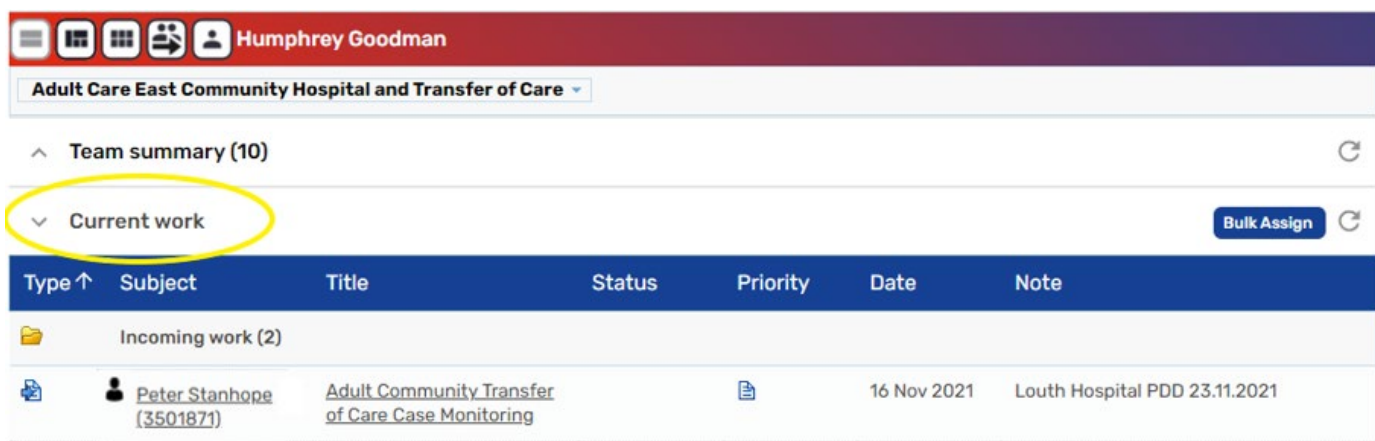 Humphrey Goodman
Adult Care East Community Hospital and Transfer of Care
Team summary (10)
Current work
Bulk Assign
Type Subject Title Status Priority Date Note
Incoming work (2)
Peter Stanhope Adult Community Transfer 16 Nov 2021 Louth Hospital PDD 23.11.2021
(3501871) of Care Case Monitoring